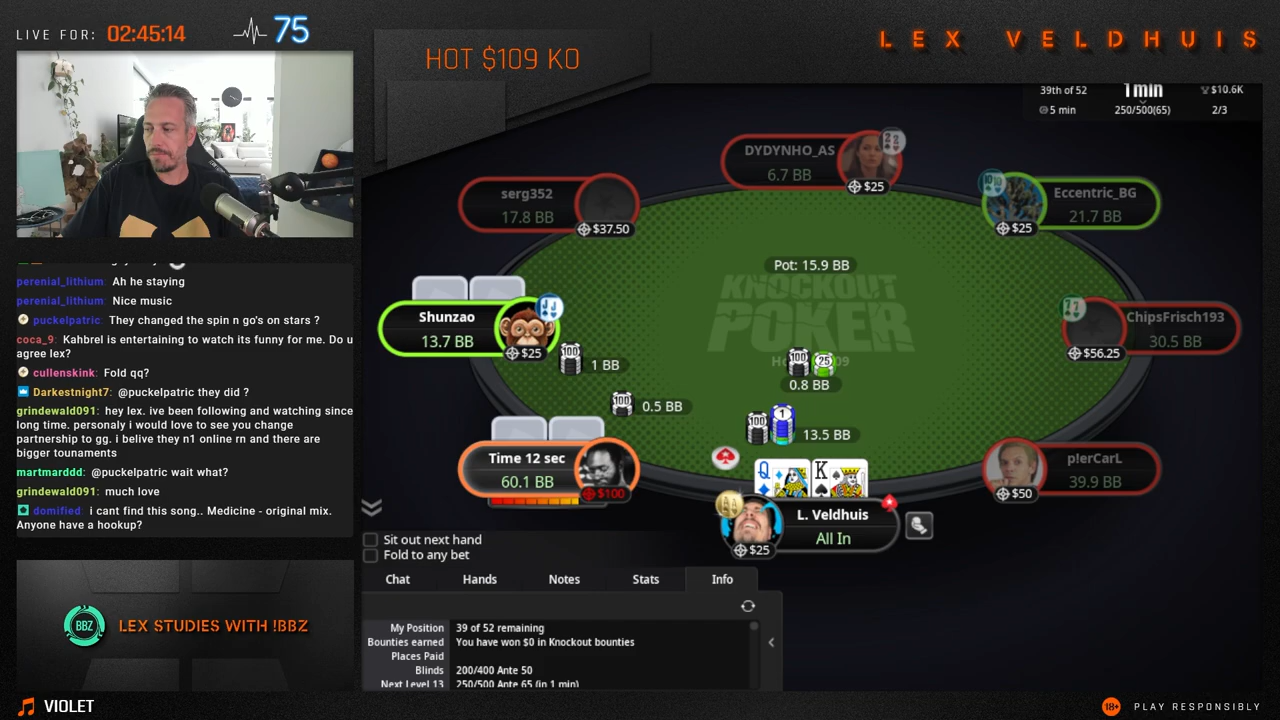 LIVE FOR: 02:45:14 75
HOT $109 KO
LEX VELDHUIS
39th of 52 1min $10.6K
5 min 250/500(65) 2/3
perenial_lithium: Ah he staying
perenial_lithium: Nice music
puckelpatric: They changed the spin n go's on stars ?
coca_9: Kahbrel is entertaining to watch its funny for me. Do u
agree lex?
cullenskink: Fold qq?
Darkestnight7: @puckelpatric they did ?
grindewald091: hey lex. ive been following and watching since
long time. personaly i would love to see you change
partnership to gg. i belive they n1 online rn and there are
bigger tounaments
martmarddd: @puckelpatric wait what?
grindewald091: much love
domified: i cant find this song.. Medicine - original mix.
Anyone have a hookup?
BBZ LEX STUDIES WITH !BBZ
VIOLET
DYDYNHO_AS
6.7 BB
$25
serg352
17.8 BB
$37.50
Eccentric_BG
21.7 BB
$25
Pot: 15.9 BB
KNOCKOUT
POKER
Shunzao
13.7 BB
$25
100
1 BB
ChipsFrisch193
30.5 BB
$56.25
100 25
0.8 BB
100
0.5 BB
100 1
13.5 BB
Time 12 sec
60.1 BB
$100
Q K
plerCarL
39.9 BB
$50
L. Veldhuis
All In
$25
Sit out next hand
Fold to any bet
Chat Hands Notes Stats Info
My Position 39 of 52 remaining
Bounties earned You have won $0 in Knockout bounties
Places Paid
Blinds 200/400 Ante 50
Next Level 13 250/500 Ante 65 (in 1 min)
18+ PLAY RESPONSIBLY